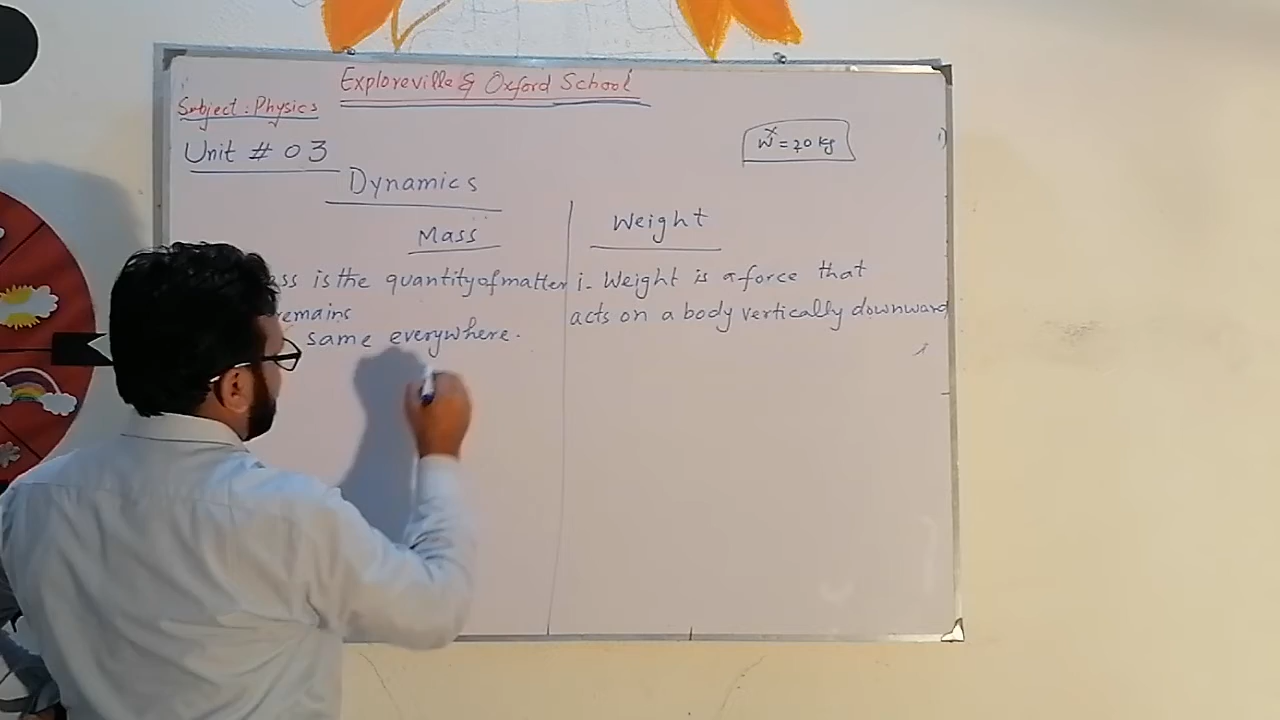 Exploreville & Oxford School
Subject : Physics
Unit # 03
W = 70 kg
x
i)
Dynamics
Mass
Weight
is the quantity of matter
remains
same everywhere.
i- Weight is a force that
acts on a body vertically downward